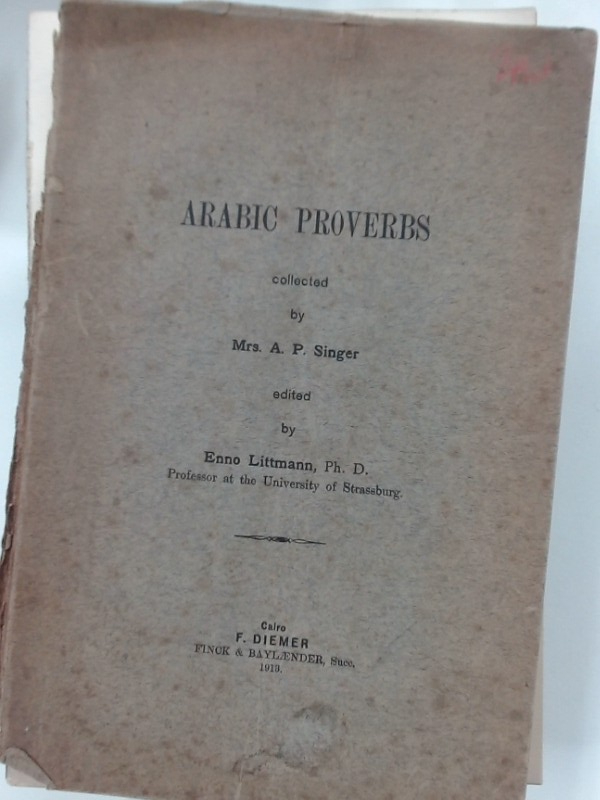 ARABIC PROVERBS
collected
by
Mrs. A. P. Singer
edited
by
Enno Littmann, Ph. D.
Professor at the University of Strassburg.
Cairo
F. DIEMER
FINCK & BAYLÆNDER, Succ.
1913.